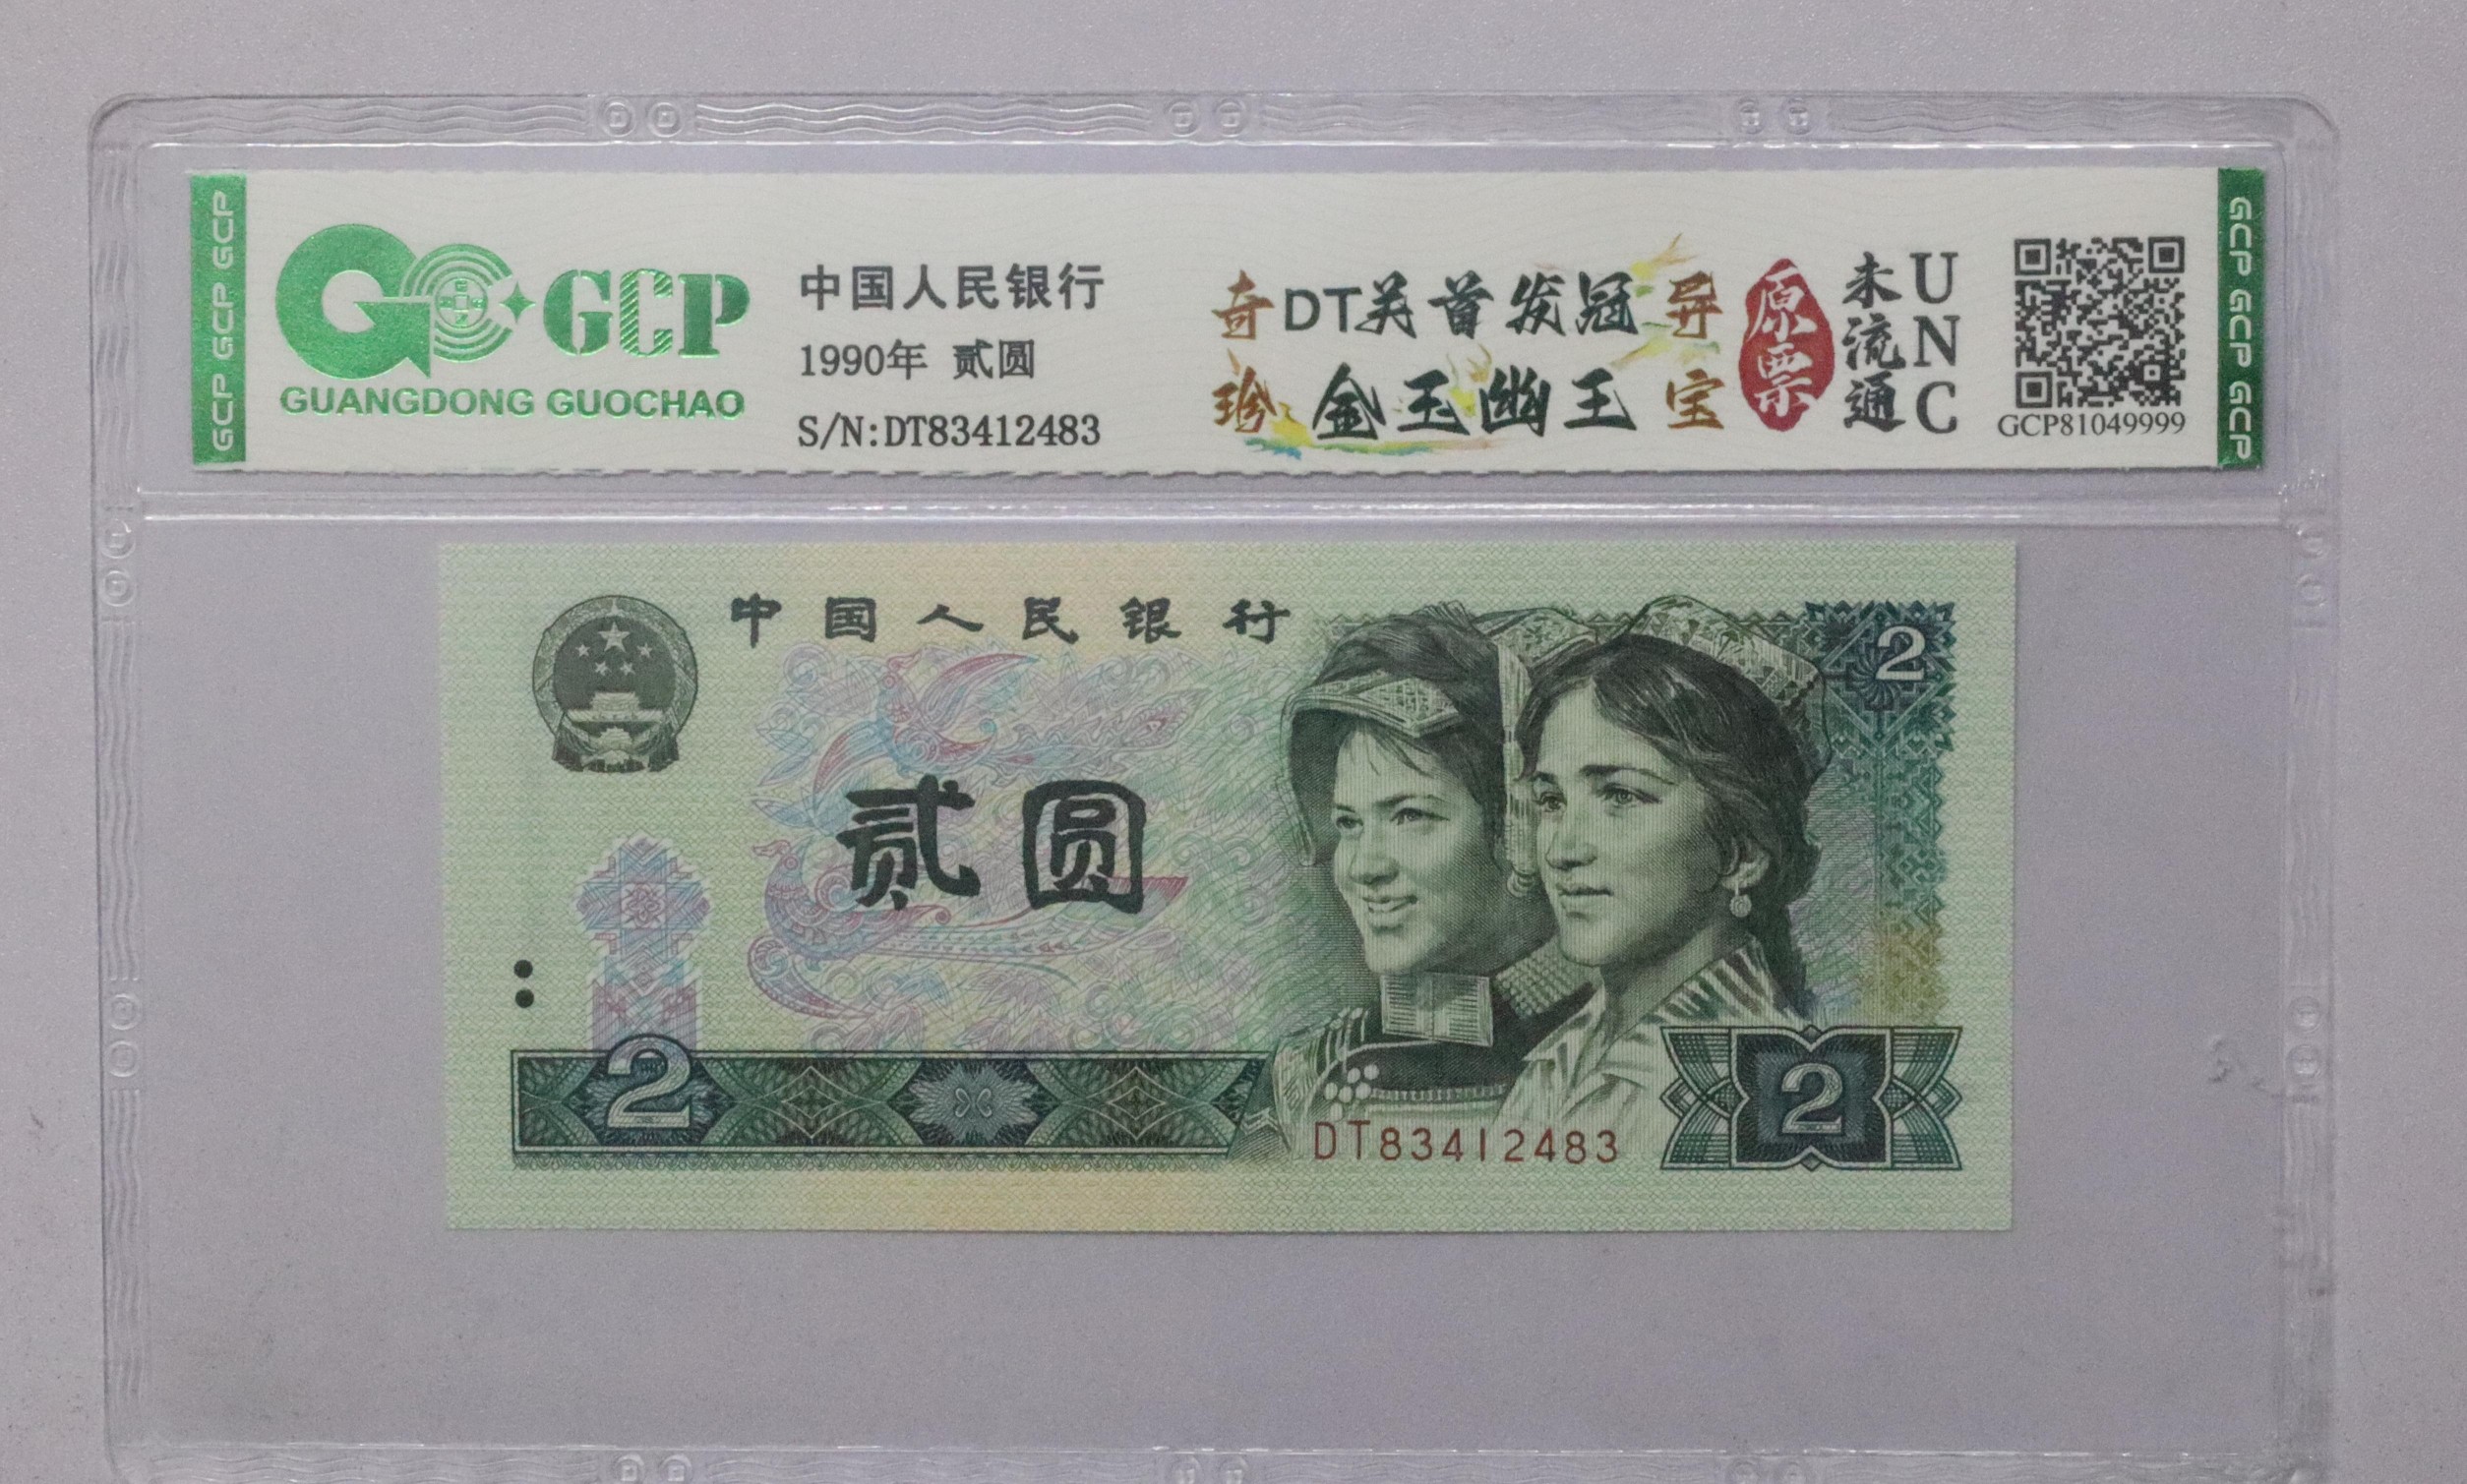 GCP GCP GCP
GCP
GUANGDONG GUOCHAO
中国人民银行
1990年 贰圆
S/N:DT83412483
奇 DT关首发冠 异
珍 金玉幽王 宝
原票
未流通
UNC
GCP81049999
GCP GCP GCP
中国人民银行
2
贰圆
2
2
DT83412483